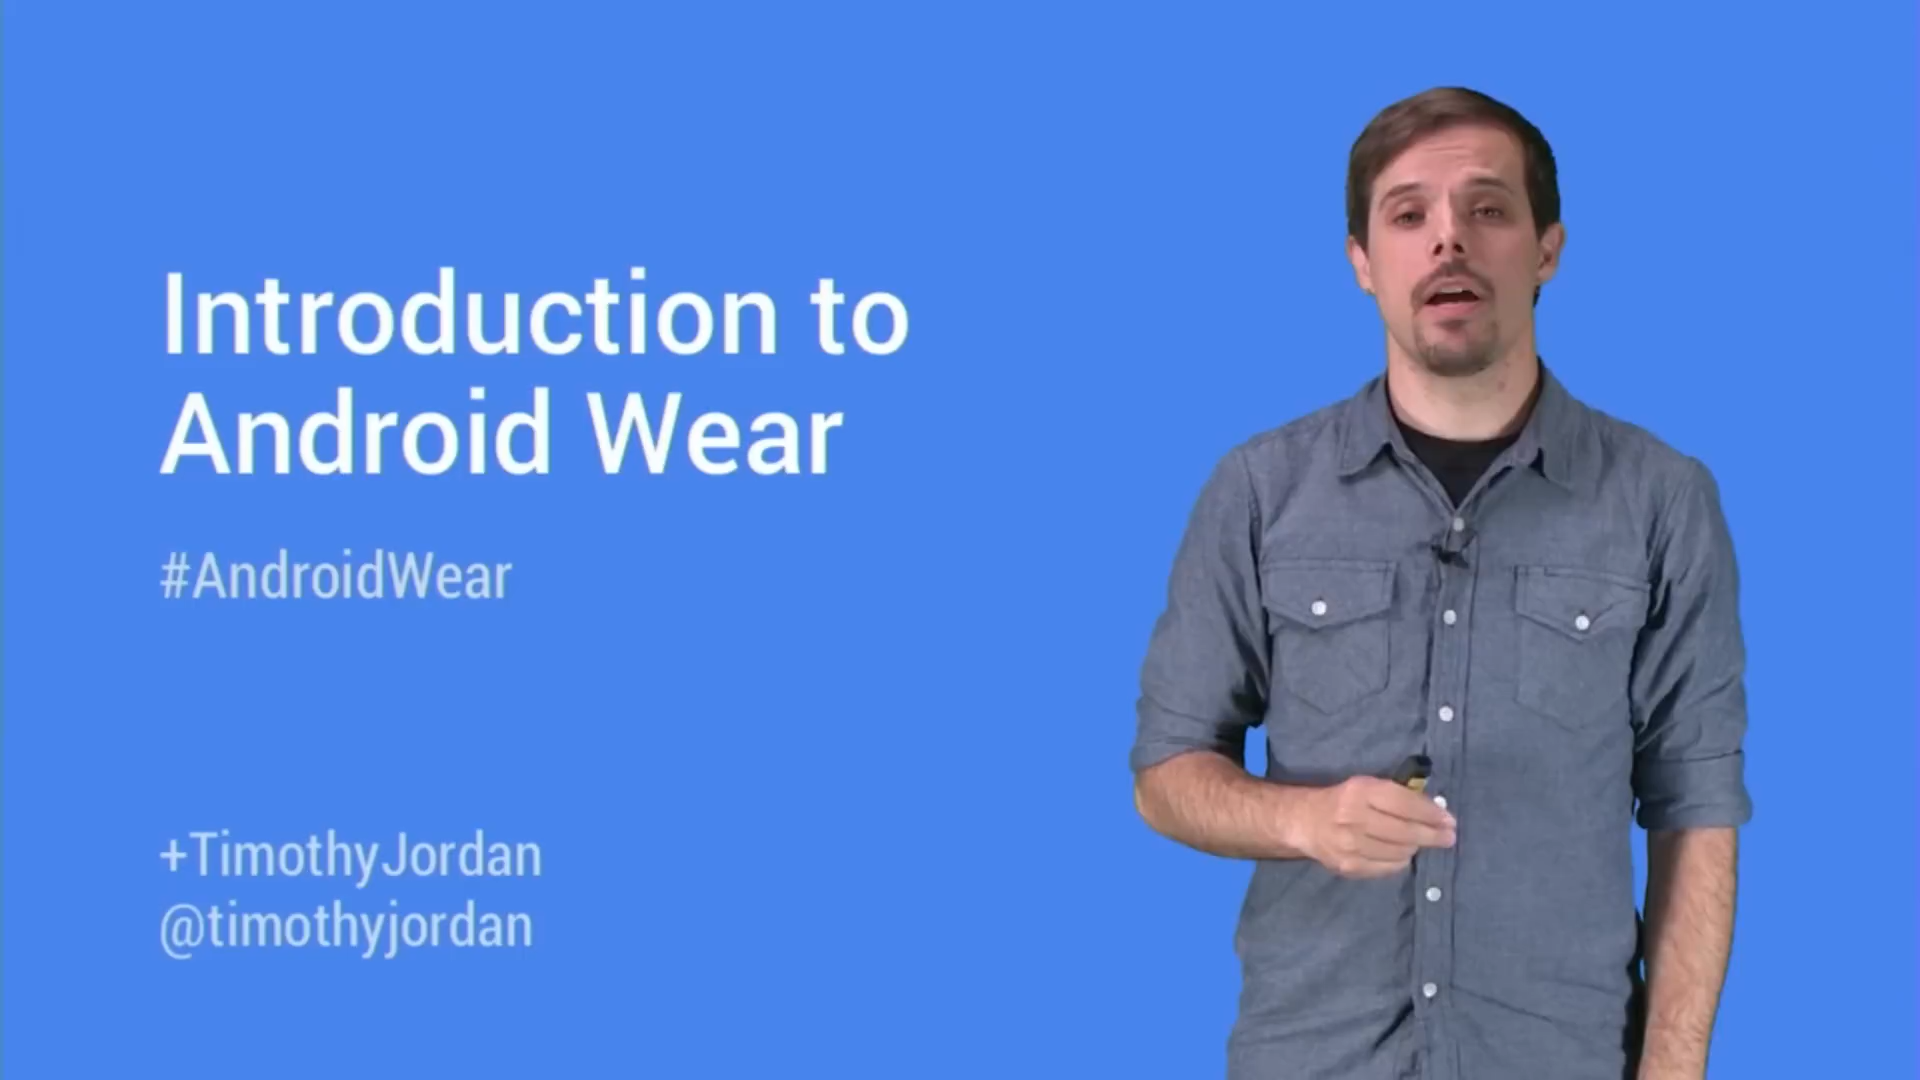 Introduction to
Android Wear
#AndroidWear
+TimothyJordan
@timothyjordan